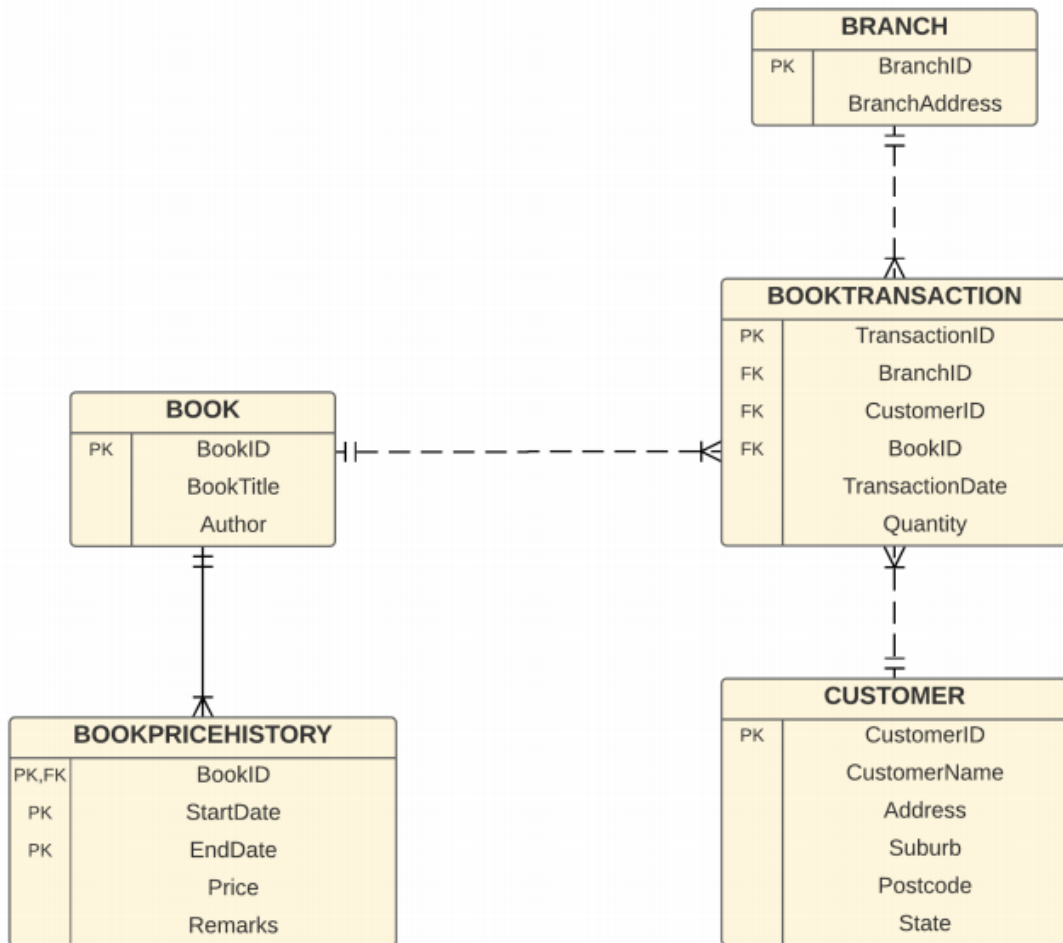 BRANCH
PK BranchID
BranchAddress
BOOKTRANSACTION
PK TransactionID
FK BranchID
FK CustomerID
FK BookID
TransactionDate
Quantity
BOOK
PK BookID
BookTitle
Author
BOOKPRICEHISTORY
PK,FK BookID
PK StartDate
PK EndDate
Price
Remarks
CUSTOMER
PK CustomerID
CustomerName
Address
Suburb
Postcode
State